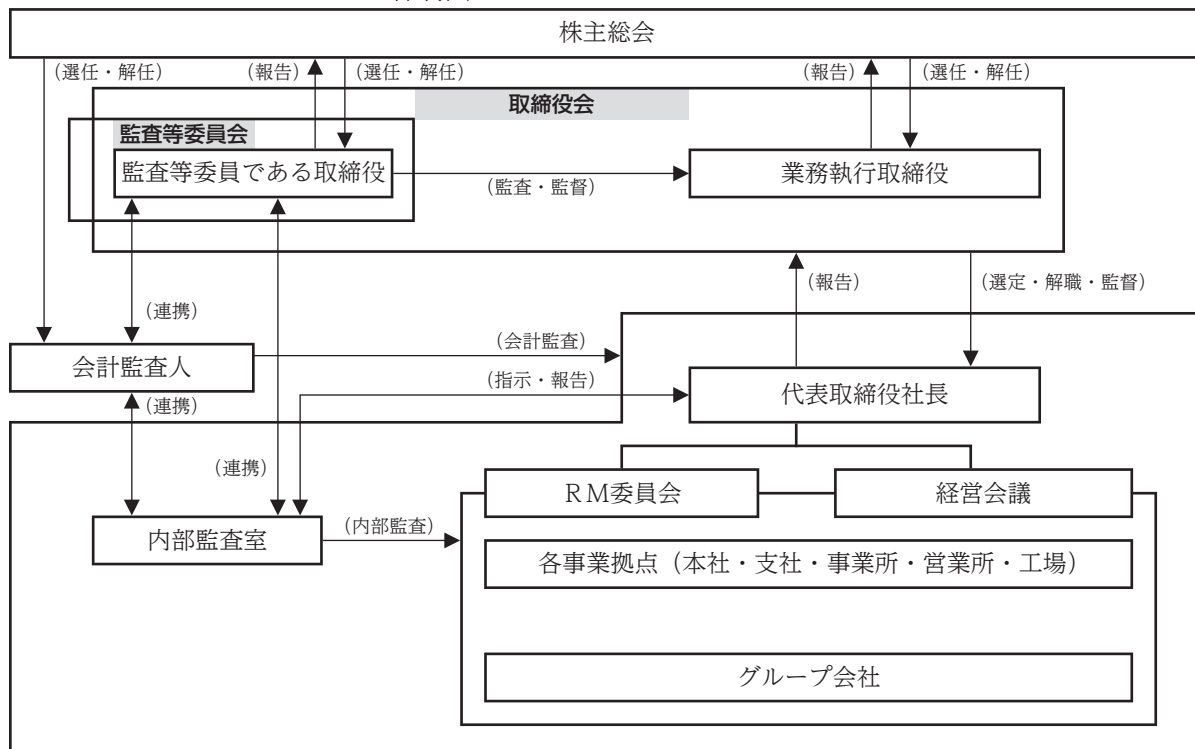 株主総会
(選任・解任)
(報告)
(選任・解任)
(報告)
(選任・解任)
取締役会
監査等委員会
監査等委員である取締役
(監査・監督)
業務執行取締役
(連携)
(報告)
(選定・解職・監督)
会計監査人
(会計監査)
(指示・報告)
代表取締役社長
(連携)
(連携)
RM委員会
経営会議
内部監査室
(内部監査)
各事業拠点(本社・支社・事業所・営業所・工場)
グループ会社